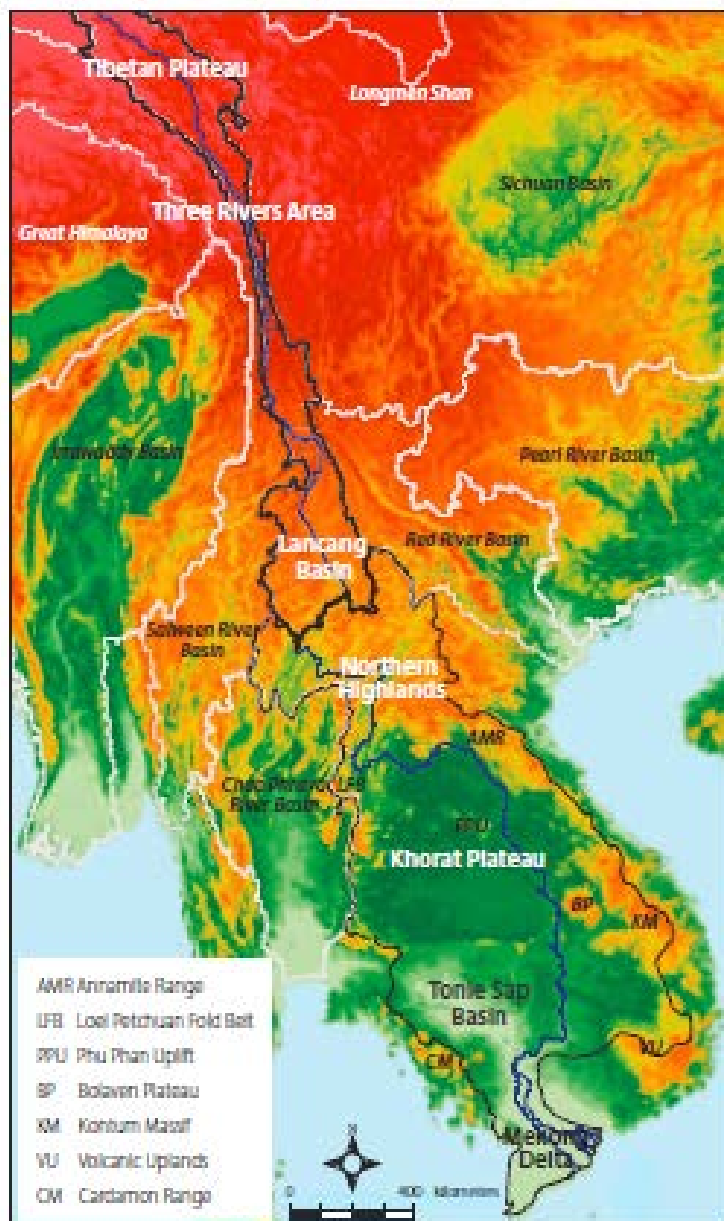 Tibetan Plateau
Longmen Shan
Sichuan Basin
Three Rivers Area
Great Himalaya
Irrawaddy Basin
Pearl River Basin
Red River Basin
Lancang
Basin
Salween River
Basin
Northern
Highlands
AMR
Chao Phraya
River Basin
LFB
PPU
Khorat Plateau
BP
KM
Tonle Sap
Basin
VU
CM
Mekong
Delta
AMR Annamite Range
LFB Loei Petchuan Fold Belt
PPU Phu Phan Uplift
BP Bolaven Plateau
KM Kontum Massif
VU Volcanic Uplands
CM Cardamon Range
N
0 400 kilometres